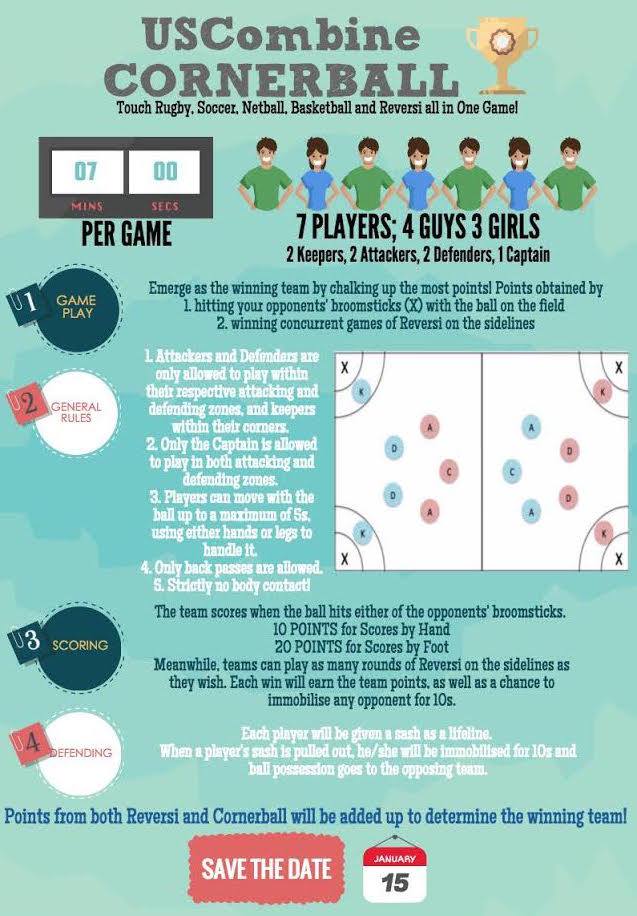 USCombine
CORNERBALL
Touch Rugby, Soccer, Netball, Basketball and Reversi all in One Game!
07 00
MINS SECS
PER GAME
7 PLAYERS; 4 GUYS 3 GIRLS
2 Keepers, 2 Attackers, 2 Defenders, 1 Captain
1
GAME
PLAY
Emerge as the winning team by chalking up the most points! Points obtained by
1. hitting your opponents' broomsticks (X) with the ball on the field
2. winning concurrent games of Reversi on the sidelines
2
GENERAL
RULES
1. Attackers and Defenders are
only allowed to play within
their respective attacking and
defending zones, and keepers
within their corners.
2. Only the Captain is allowed
to play in both attacking and
defending zones.
3. Players can move with the
ball up to a maximum of 5s,
using either hands or legs to
handle it.
4. Only back passes are allowed.
5. Strictly no body contact!
X X
K K
A A
D D
C C
D D
A A
K K
X X
3
SCORING
The team scores when the ball hits either of the opponents' broomsticks.
10 POINTS for Scores by Hand
20 POINTS for Scores by Foot
Meanwhile, teams can play as many rounds of Reversi on the sidelines as
they wish. Each win will earn the team points, as well as a chance to
immobilise any opponent for 10s.
4
DEFENDING
Each player will be given a sash as a lifeline.
When a player's sash is pulled out, he/she will be immobilised for 10s and
ball possession goes to the opposing team.
Points from both Reversi and Cornerball will be added up to determine the winning team!
SAVE THE DATE
JANUARY
15